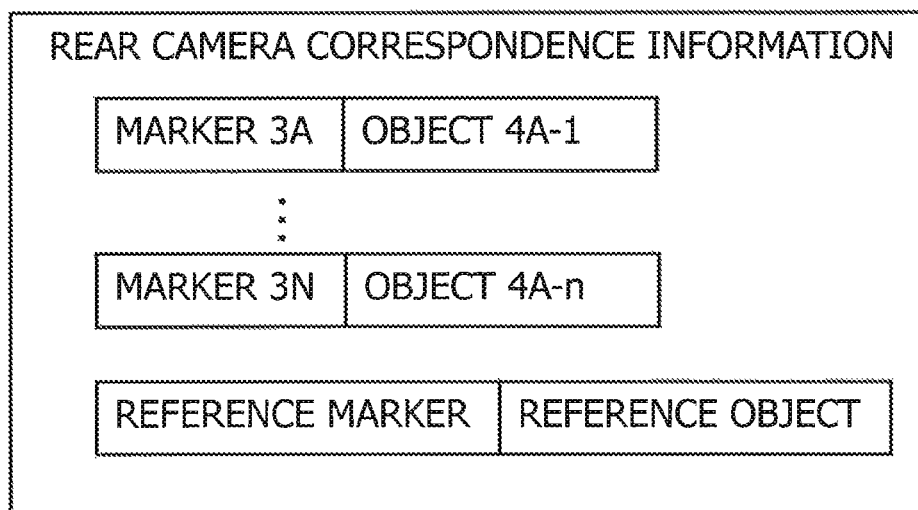 REAR CAMERA CORRESPONDENCE INFORMATION
MARKER 3A OBJECT 4A-1
MARKER 3N OBJECT 4A-n
REFERENCE MARKER REFERENCE OBJECT